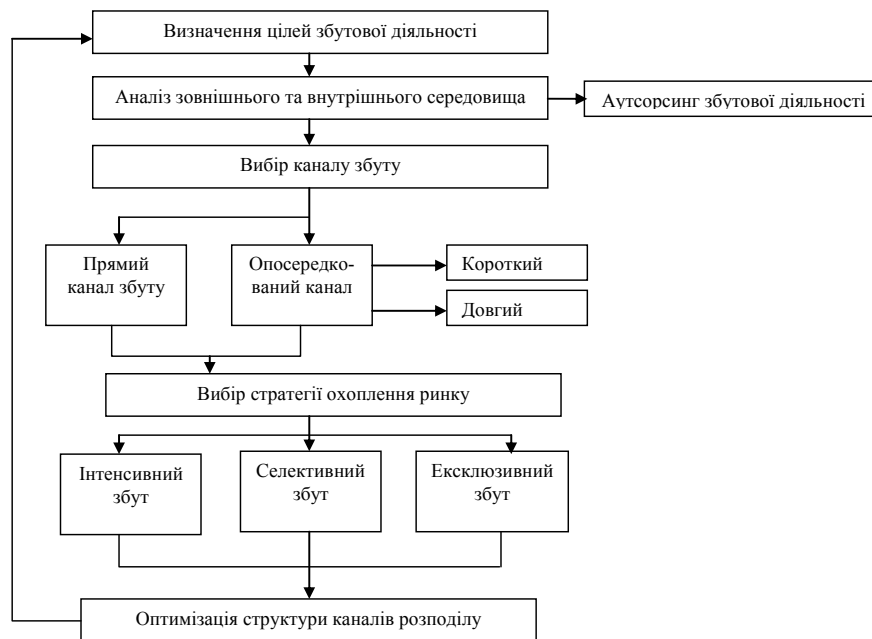 Визначення цілей збутової діяльності
Аналіз зовнішнього та внутрішнього середовища
Аутсорсинг збутової діяльності
Вибір каналу збуту
Прямий
канал збуту
Опосередко-
ваний канал
Короткий
Довгий
Вибір стратегії охоплення ринку
Інтенсивний
збут
Селективний
збут
Ексклюзивний
збут
Оптимізація структури каналів розподілу